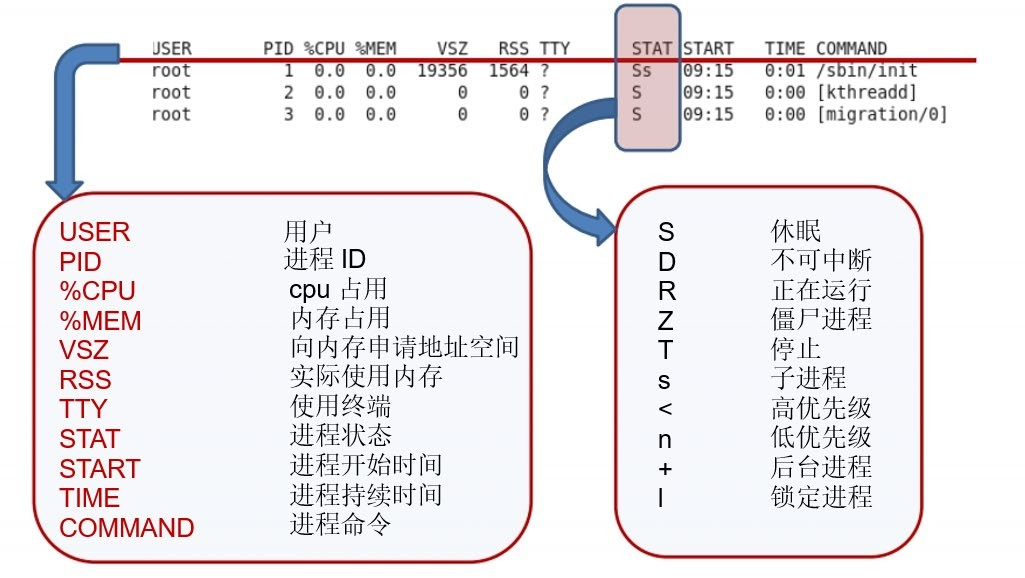 USER PID %CPU %MEM VSZ RSS TTY STAT START TIME COMMAND
root 1 0.0 0.0 19356 1564 ? Ss 09:15 0:01 /sbin/init
root 2 0.0 0.0 0 0 ? S 09:15 0:00 [kthreadd]
root 3 0.0 0.0 0 0 ? S 09:15 0:00 [migration/0]
USER 用户
PID 进程 ID
%CPU cpu 占用
%MEM 内存占用
VSZ 向内存申请地址空间
RSS 实际使用内存
TTY 使用终端
STAT 进程状态
START 进程开始时间
TIME 进程持续时间
COMMAND 进程命令
S 休眠
D 不可中断
R 正在运行
Z 僵尸进程
T 停止
s 子进程
< 高优先级
n 低优先级
+ 后台进程
l 锁定进程